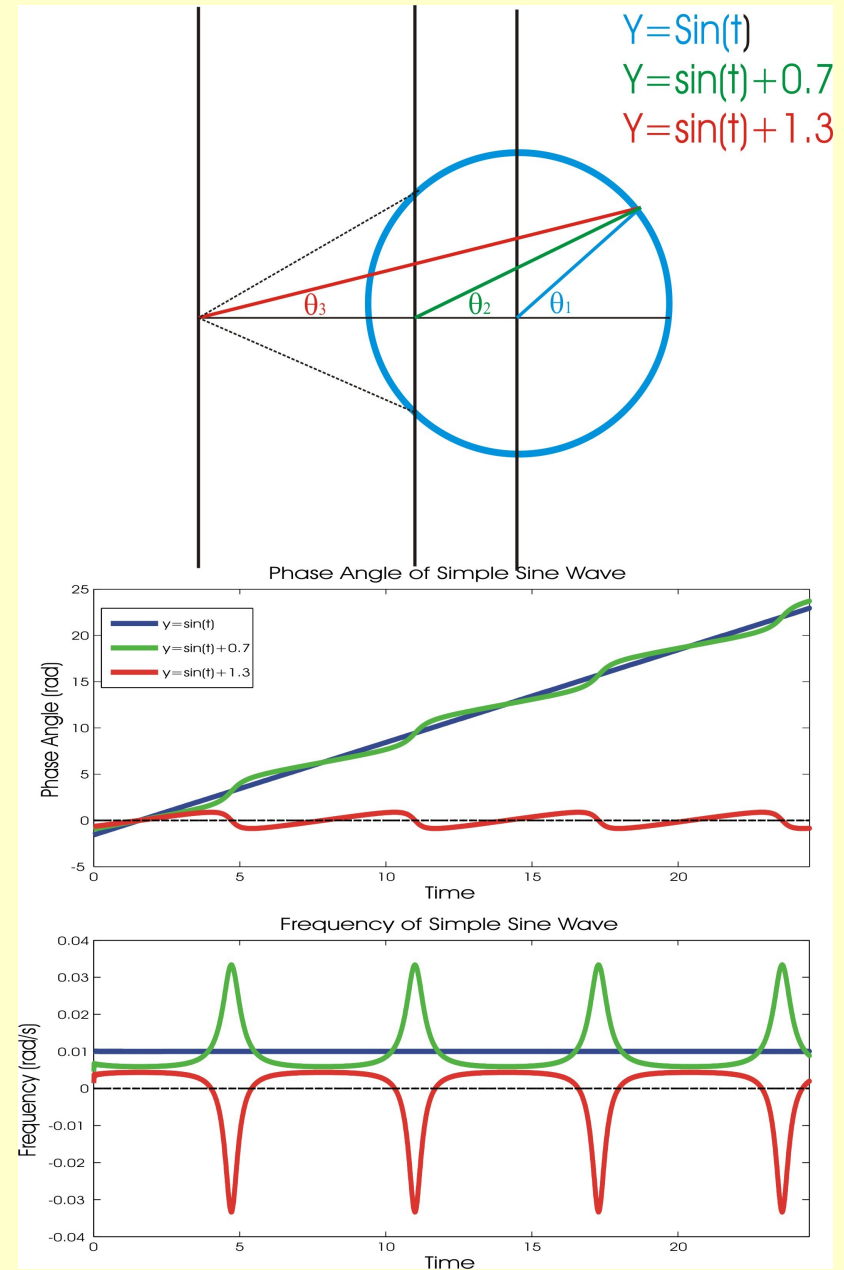 Y=Sin(t)
Y=sin(t)+0.7
Y=sin(t)+1.3
θ3
θ2
θ1
Phase Angle of Simple Sine Wave
Phase Angle (rad)
25
20
15
10
5
0
-5
y=sin(t)
y=sin(t)+0.7
y=sin(t)+1.3
0
5
10
15
20
Time
Frequency of Simple Sine Wave
Frequency (rad/s)
0.04
0.03
0.02
0.01
0
-0.01
-0.02
-0.03
-0.04
0
5
10
15
20
Time